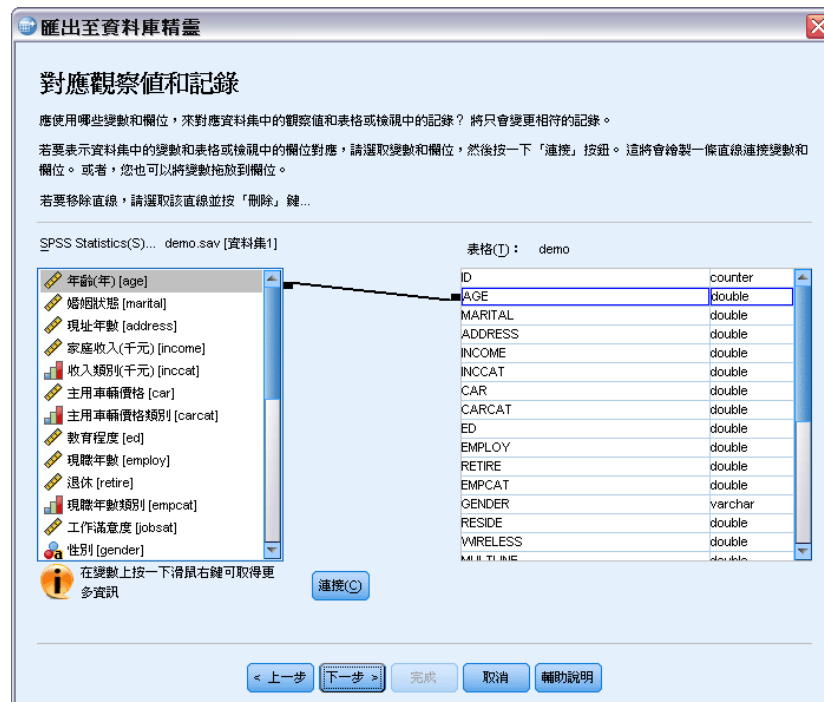 匯出至資料庫精靈
對應觀察值和記錄
應使用哪些變數和欄位，來對應資料集中的觀察值和表格或檢視中的記錄？ 將只會變更相符的記錄。
若要表示資料集中的變數和表格或檢視中的欄位對應，請選取變數和欄位，然後按一下「連接」按鈕。 這將會繪製一條直線連接變數和
欄位。 或者，您也可以將變數拖放到欄位。
若要移除直線，請選取該直線並按「刪除」鍵...
SPSS Statistics(S)... demo.sav [資料集1]
年齡(年) [age]
婚姻狀態 [marital]
現址年數 [address]
家庭收入(千元) [income]
收入類別(千元) [inccat]
主用車輛價格 [car]
主用車輛價格類別 [carcat]
教育程度 [ed]
現職年數 [employ]
退休 [retire]
現職年數類別 [empcat]
工作滿意度 [jobsat]
性別 [gender]
表格(T)： demo
ID counter
AGE double
MARITAL double
ADDRESS double
INCOME double
INCCAT double
CAR double
CARCAT double
ED double
EMPLOY double
RETIRE double
EMPCAT double
GENDER varchar
RESIDE double
WIRELESS double
MULTLINE double
在變數上按一下滑鼠右鍵可取得更
多資訊
連接(C)
< 上一步
下一步 >
完成
取消
輔助說明